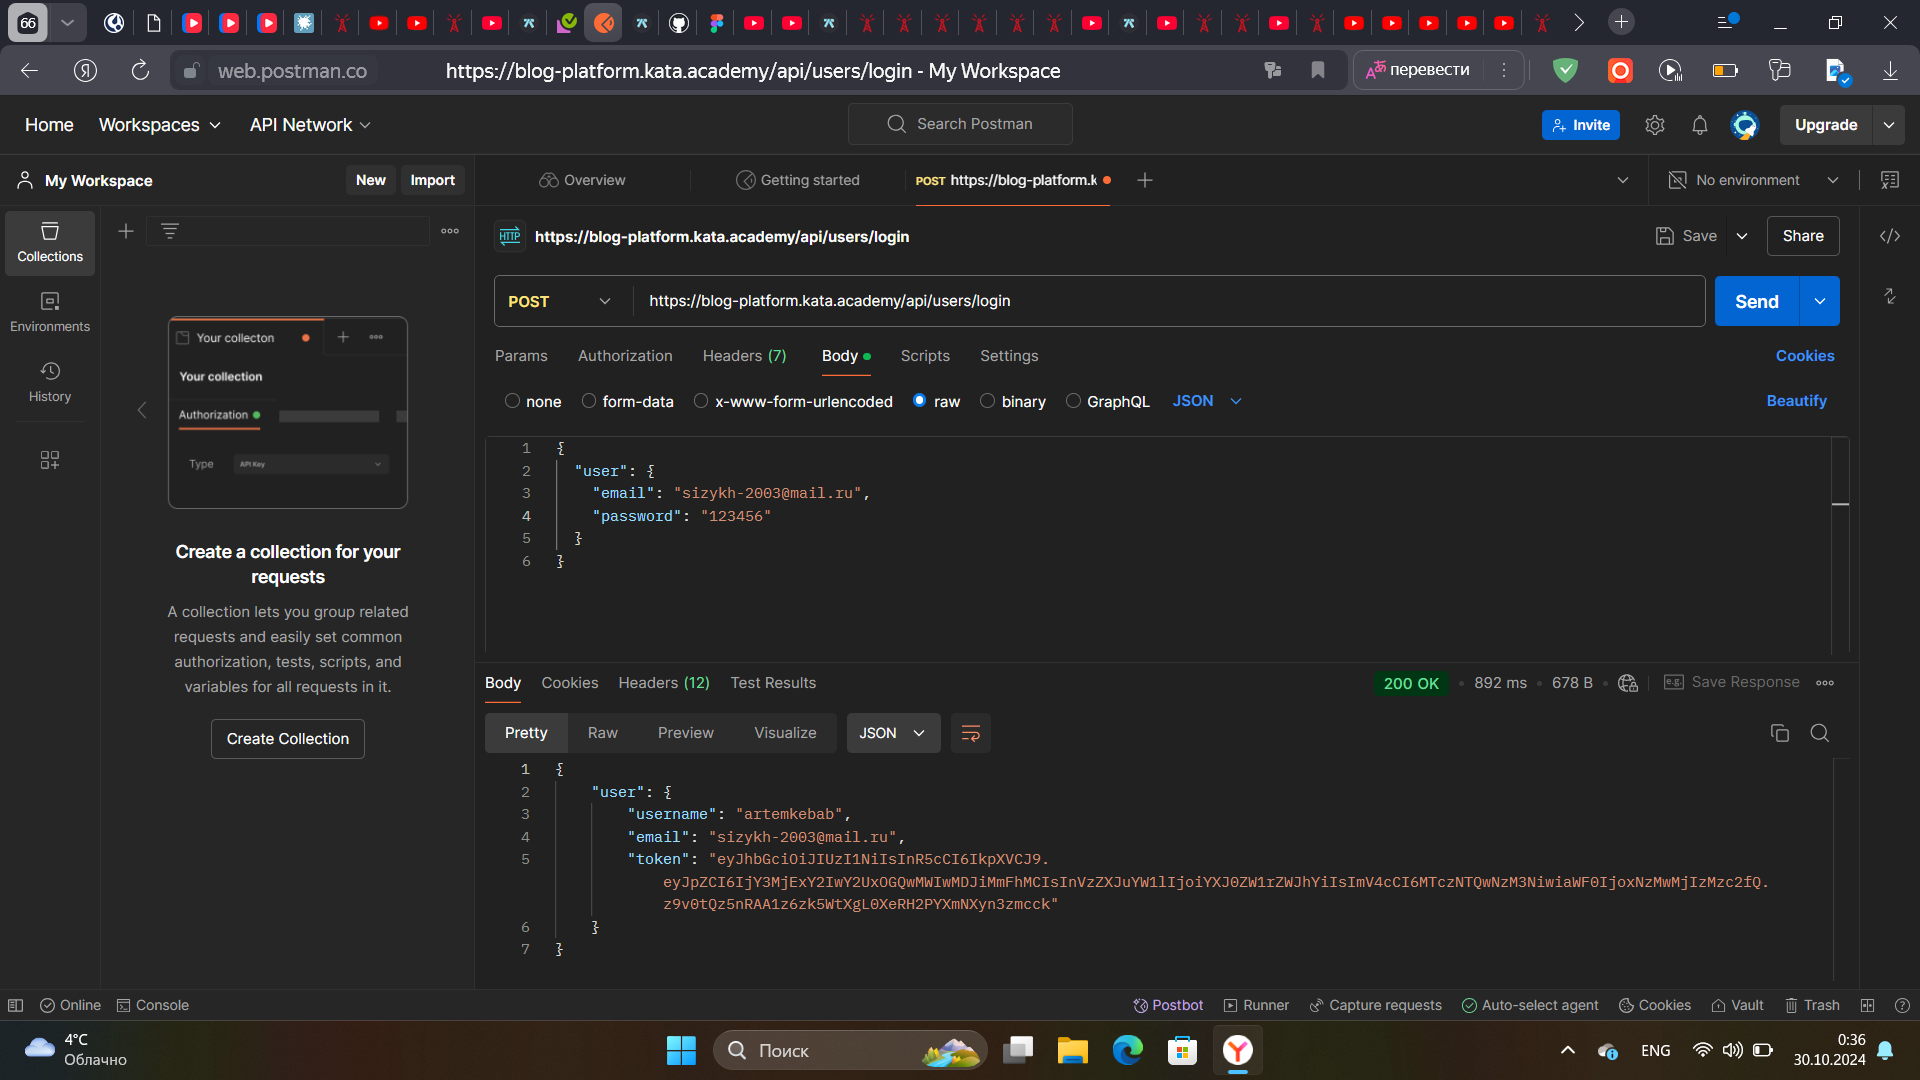 66
web.postman.co
https://blog-platform.kata.academy/api/users/login - My Workspace
перевести
Home
Workspaces
API Network
Search Postman
Invite
Upgrade
My Workspace
New
Import
Overview
Getting started
POST https://blog-platform.k
No environment
Collections
Environments
History
Your collecton
Your collection
Authorization
Type
API Key
Create a collection for your
requests
A collection lets you group related
requests and easily set common
authorization, tests, scripts, and
variables for all requests in it.
Create Collection
HTTP
https://blog-platform.kata.academy/api/users/login
Save
Share
POST
https://blog-platform.kata.academy/api/users/login
Send
Params
Authorization
Headers (7)
Body
Scripts
Settings
Cookies
none
form-data
x-www-form-urlencoded
raw
binary
GraphQL
JSON
Beautify
1 {
2 "user": {
3 "email": "sizykh-2003@mail.ru",
4 "password": "123456"
5 }
6 }
Body
Cookies
Headers (12)
Test Results
200 OK
892 ms
678 B
e.g.
Save Response
Pretty
Raw
Preview
Visualize
JSON
1 {
2 "user": {
3 "username": "artemkebab",
4 "email": "sizykh-2003@mail.ru",
5 "token": "eyJhbGciOiJIUzI1NiIsInR5cCI6IkpXVCJ9.
eyJpZCI6IjY3MjExY2IwY2UxOGQwMWIwMDJiMmFhMCIsInVzZXJuYW1lIjoiYXJ0ZW1rZWJhYiIsImV4cCI6MTczNTQwNzM3NiwiaWF0IjoxNzMwMjIzMzc2fQ.
z9v0tQz5nRAA1z6zk5WtXgL0XeRH2PYXmNXyn3zmcck"
6 }
7 }
Online
Console
Postbot
Runner
Capture requests
Auto-select agent
Cookies
Vault
Trash
4°C
Облачно
Поиск
ENG
0:36
30.10.2024